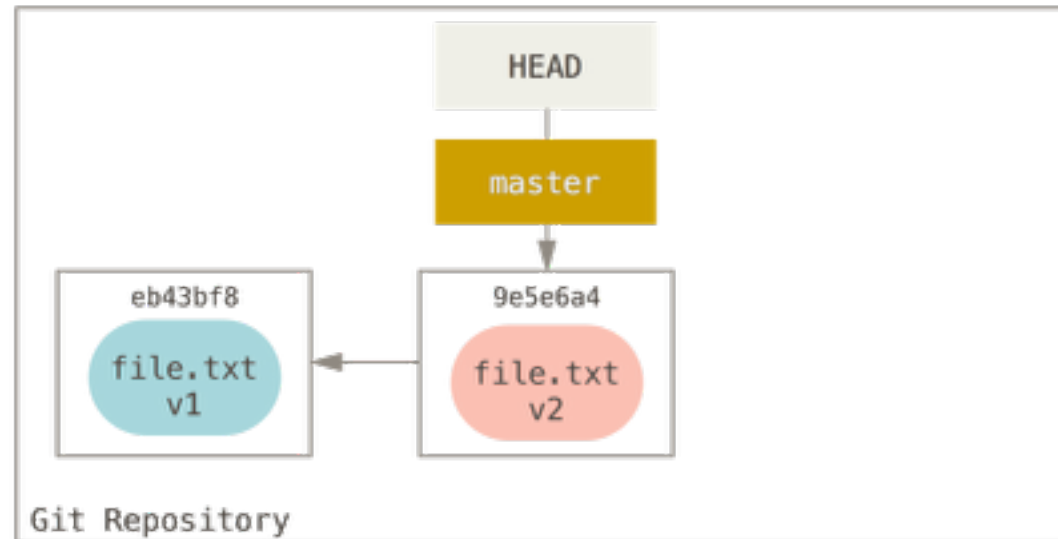 HEAD
master
eb43bf8
file.txt
v1
9e5e6a4
file.txt
v2
Git Repository